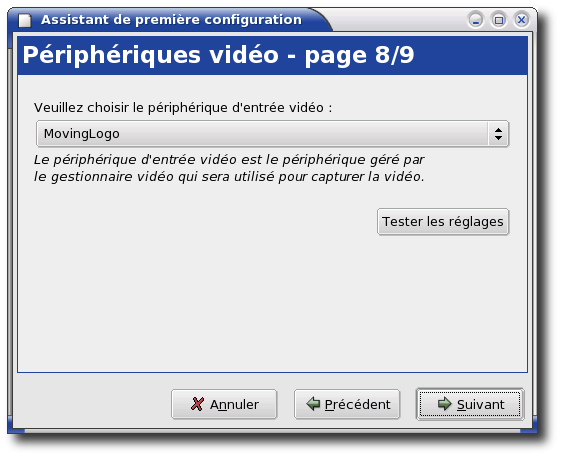 Assistant de première configuration
Périphériques vidéo - page 8/9
Veuillez choisir le périphérique d'entrée vidéo :
MovingLogo
Le périphérique d'entrée vidéo est le périphérique géré par
le gestionnaire vidéo qui sera utilisé pour capturer la vidéo.
Tester les réglages
Annuler
Précédent
Suivant